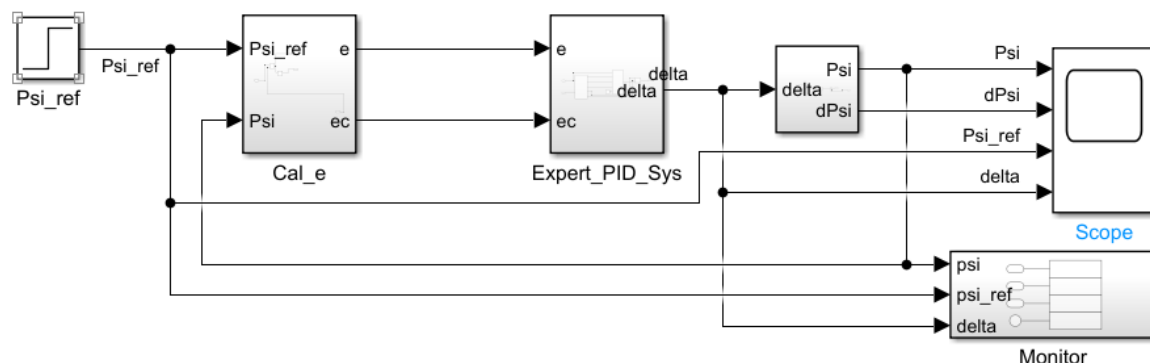 Psi_ref
Psi_ref
Psi_ref
Psi
e
ec
Cal_e
e
ec
delta
Expert_PID_Sys
delta
delta
Psi
dPsi
Psi
dPsi
Psi_ref
delta
Scope
psi
psi_ref
delta
Monitor